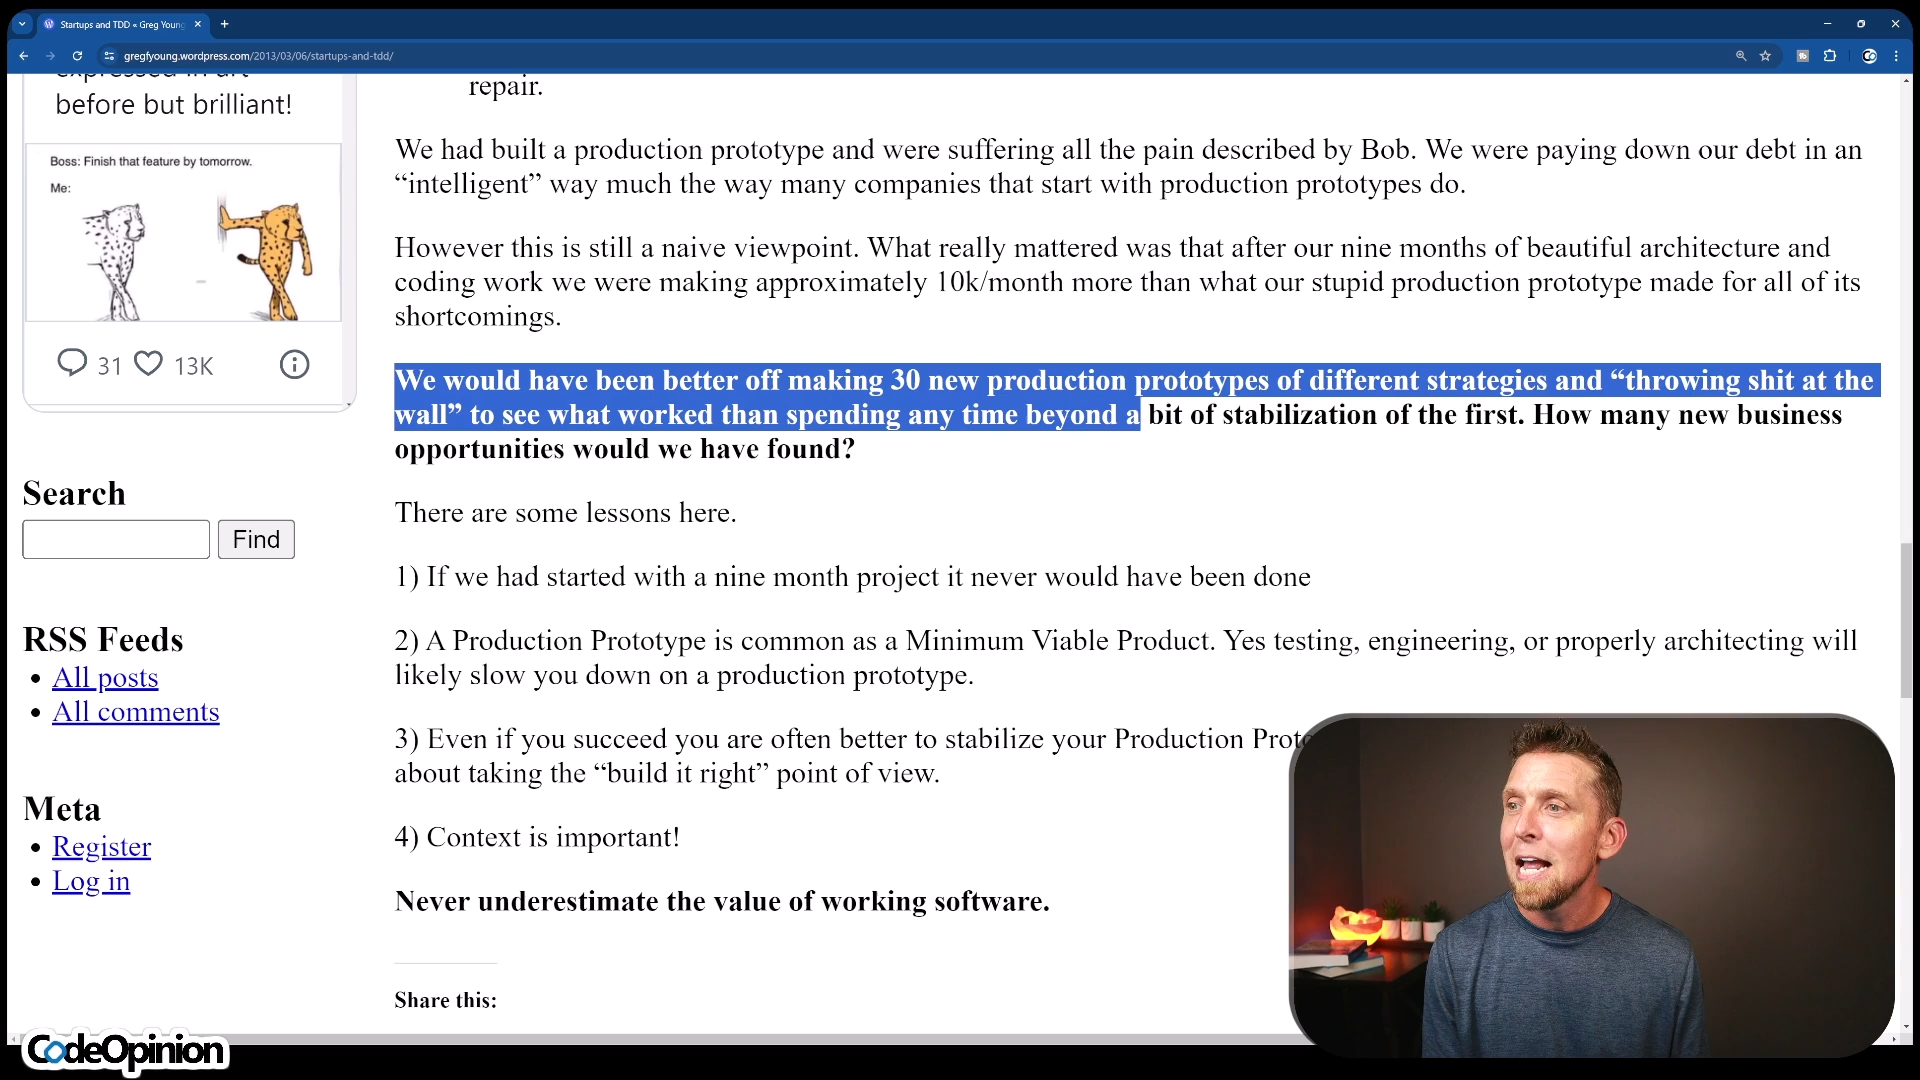 Startups and TDD « Greg Young
gregfyoung.wordpress.com/2013/03/06/startups-and-tdd/
expressed in art
before but brilliant!
Boss: Finish that feature by tomorrow.
Me:
31 13K
Search
Find
RSS Feeds
All posts
All comments
Meta
Register
Log in
repair.
We had built a production prototype and were suffering all the pain described by Bob. We were paying down our debt in an
“intelligent” way much the way many companies that start with production prototypes do.
However this is still a naive viewpoint. What really mattered was that after our nine months of beautiful architecture and
coding work we were making approximately 10k/month more than what our stupid production prototype made for all of its
shortcomings.
We would have been better off making 30 new production prototypes of different strategies and “throwing shit at the
wall” to see what worked than spending any time beyond a bit of stabilization of the first. How many new business
opportunities would we have found?
There are some lessons here.
1) If we had started with a nine month project it never would have been done
2) A Production Prototype is common as a Minimum Viable Product. Yes testing, engineering, or properly architecting will
likely slow you down on a production prototype.
3) Even if you succeed you are often better to stabilize your Production
about taking the “build it right” point of view.
4) Context is important!
Never underestimate the value of working software.
Share this:
CodeOpinion